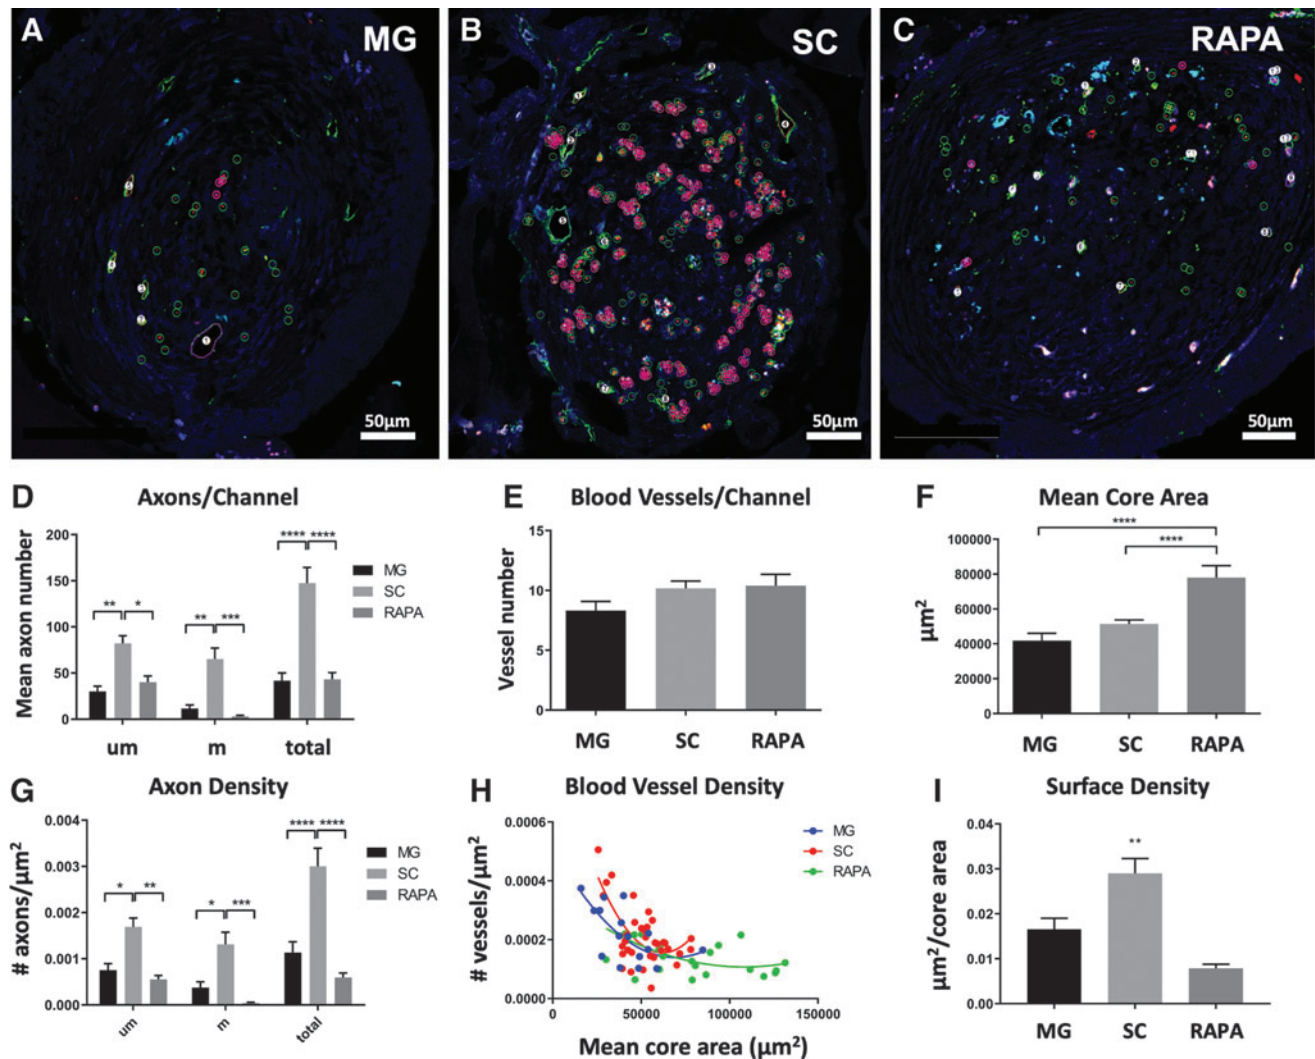 A MG
B SC
C RAPA
50µm
50µm
50µm
D Axons/Channel
Mean axon number
200
150
100
50
0
** * ** *** **** ****
um m total
MG
SC
RAPA
E Blood Vessels/Channel
Vessel number
15
10
5
0
MG SC RAPA
F Mean Core Area
µm²
100000
80000
60000
40000
20000
0
****
****
MG SC RAPA
G Axon Density
# axons/µm²
0.004
0.003
0.002
0.001
0.000
* ** * *** **** ****
um m total
MG
SC
RAPA
H Blood Vessel Density
# vessels/µm²
0.0006
0.0004
0.0002
0.0000
0 50000 100000 150000
Mean core area (µm²)
MG
SC
RAPA
I Surface Density
µm²/core area
0.04
0.03
0.02
0.01
0.00
**
MG SC RAPA